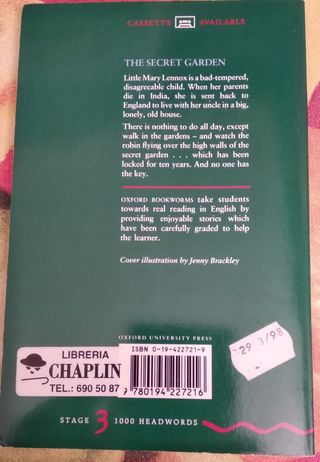 CASSETTE AVAILABLE
THE SECRET GARDEN
Little Mary Lennox is a bad-tempered,
disagreeable child. When her parents
die in India, she is sent back to
England to live with her uncle in a big,
lonely, old house.
There is nothing to do all day, except
walk in the gardens – and watch the
robin flying over the high walls of the
secret garden . . . which has been
locked for ten years. And no one has
the key.
OXFORD BOOKWORMS take students
towards real reading in English by
providing enjoyable stories which
have been carefully graded to help
the learner.
Cover illustration by Jenny Brackley
OXFORD UNIVERSITY PRESS
ISBN 0-19-422721-9
29 3/98
LIBRERIA
CHAPLIN
TEL.: 690 50 87
9 780194 227216
STAGE 3 1000 HEADWORDS